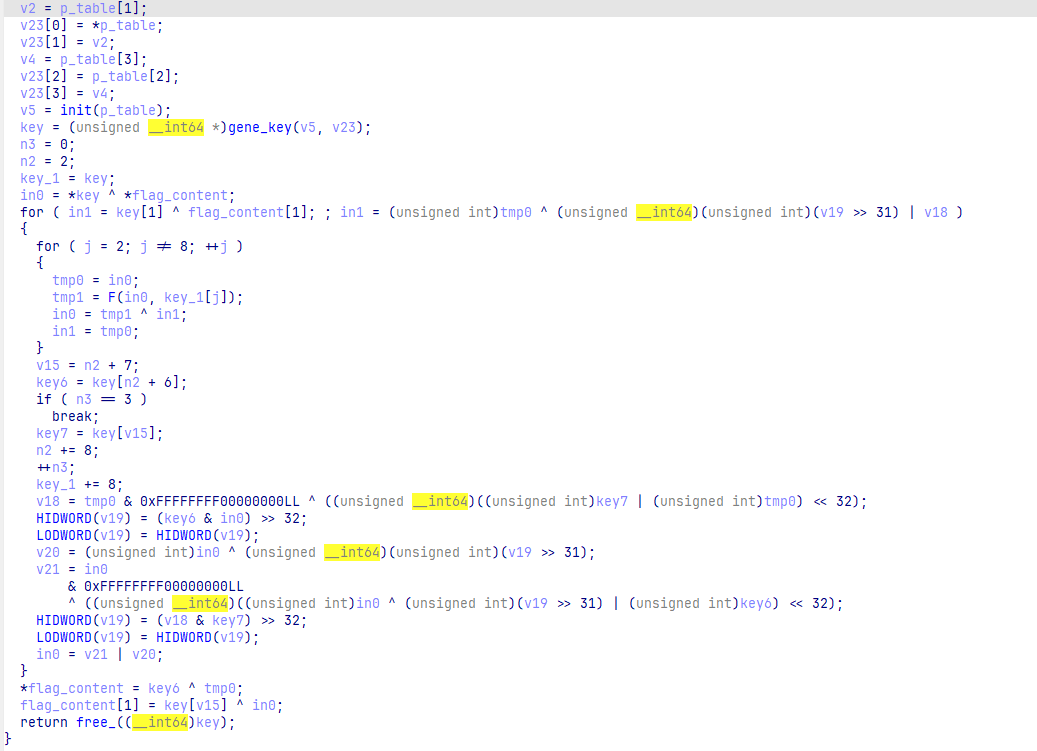 v2 = p_table[1];
v23[0] = *p_table;
v23[1] = v2;
v4 = p_table[3];
v23[2] = p_table[2];
v23[3] = v4;
v5 = init(p_table);
key = (unsigned __int64 *)gene_key(v5, v23);
n3 = 0;
n2 = 2;
key_1 = key;
in0 = *key ^ *flag_content;
for ( in1 = key[1] ^ flag_content[1]; ; in1 = (unsigned int)tmp0 ^ (unsigned __int64)(unsigned int)(v19 >> 31) | v18 )
{
for ( j = 2; j != 8; ++j )
{
tmp0 = in0;
tmp1 = F(in0, key_1[j]);
in0 = tmp1 ^ in1;
in1 = tmp0;
}
v15 = n2 + 7;
key6 = key[n2 + 6];
if ( n3 == 3 )
break;
key7 = key[v15];
n2 += 8;
++n3;
key_1 += 8;
v18 = tmp0 & 0xFFFFFFFF00000000LL ^ ((unsigned __int64)((unsigned int)key7 | (unsigned int)tmp0) << 32);
HIDWORD(v19) = (key6 & in0) >> 32;
LODWORD(v19) = HIDWORD(v19);
v20 = (unsigned int)in0 ^ (unsigned __int64)(unsigned int)(v19 >> 31);
v21 = in0
& 0xFFFFFFFF00000000LL
^ ((unsigned __int64)((unsigned int)in0 ^ (unsigned int)(v19 >> 31) | (unsigned int)key6) << 32);
HIDWORD(v19) = (v18 & key7) >> 32;
LODWORD(v19) = HIDWORD(v19);
in0 = v21 | v20;
}
*flag_content = key6 ^ tmp0;
flag_content[1] = key[v15] ^ in0;
return free_((__int64)key);
}